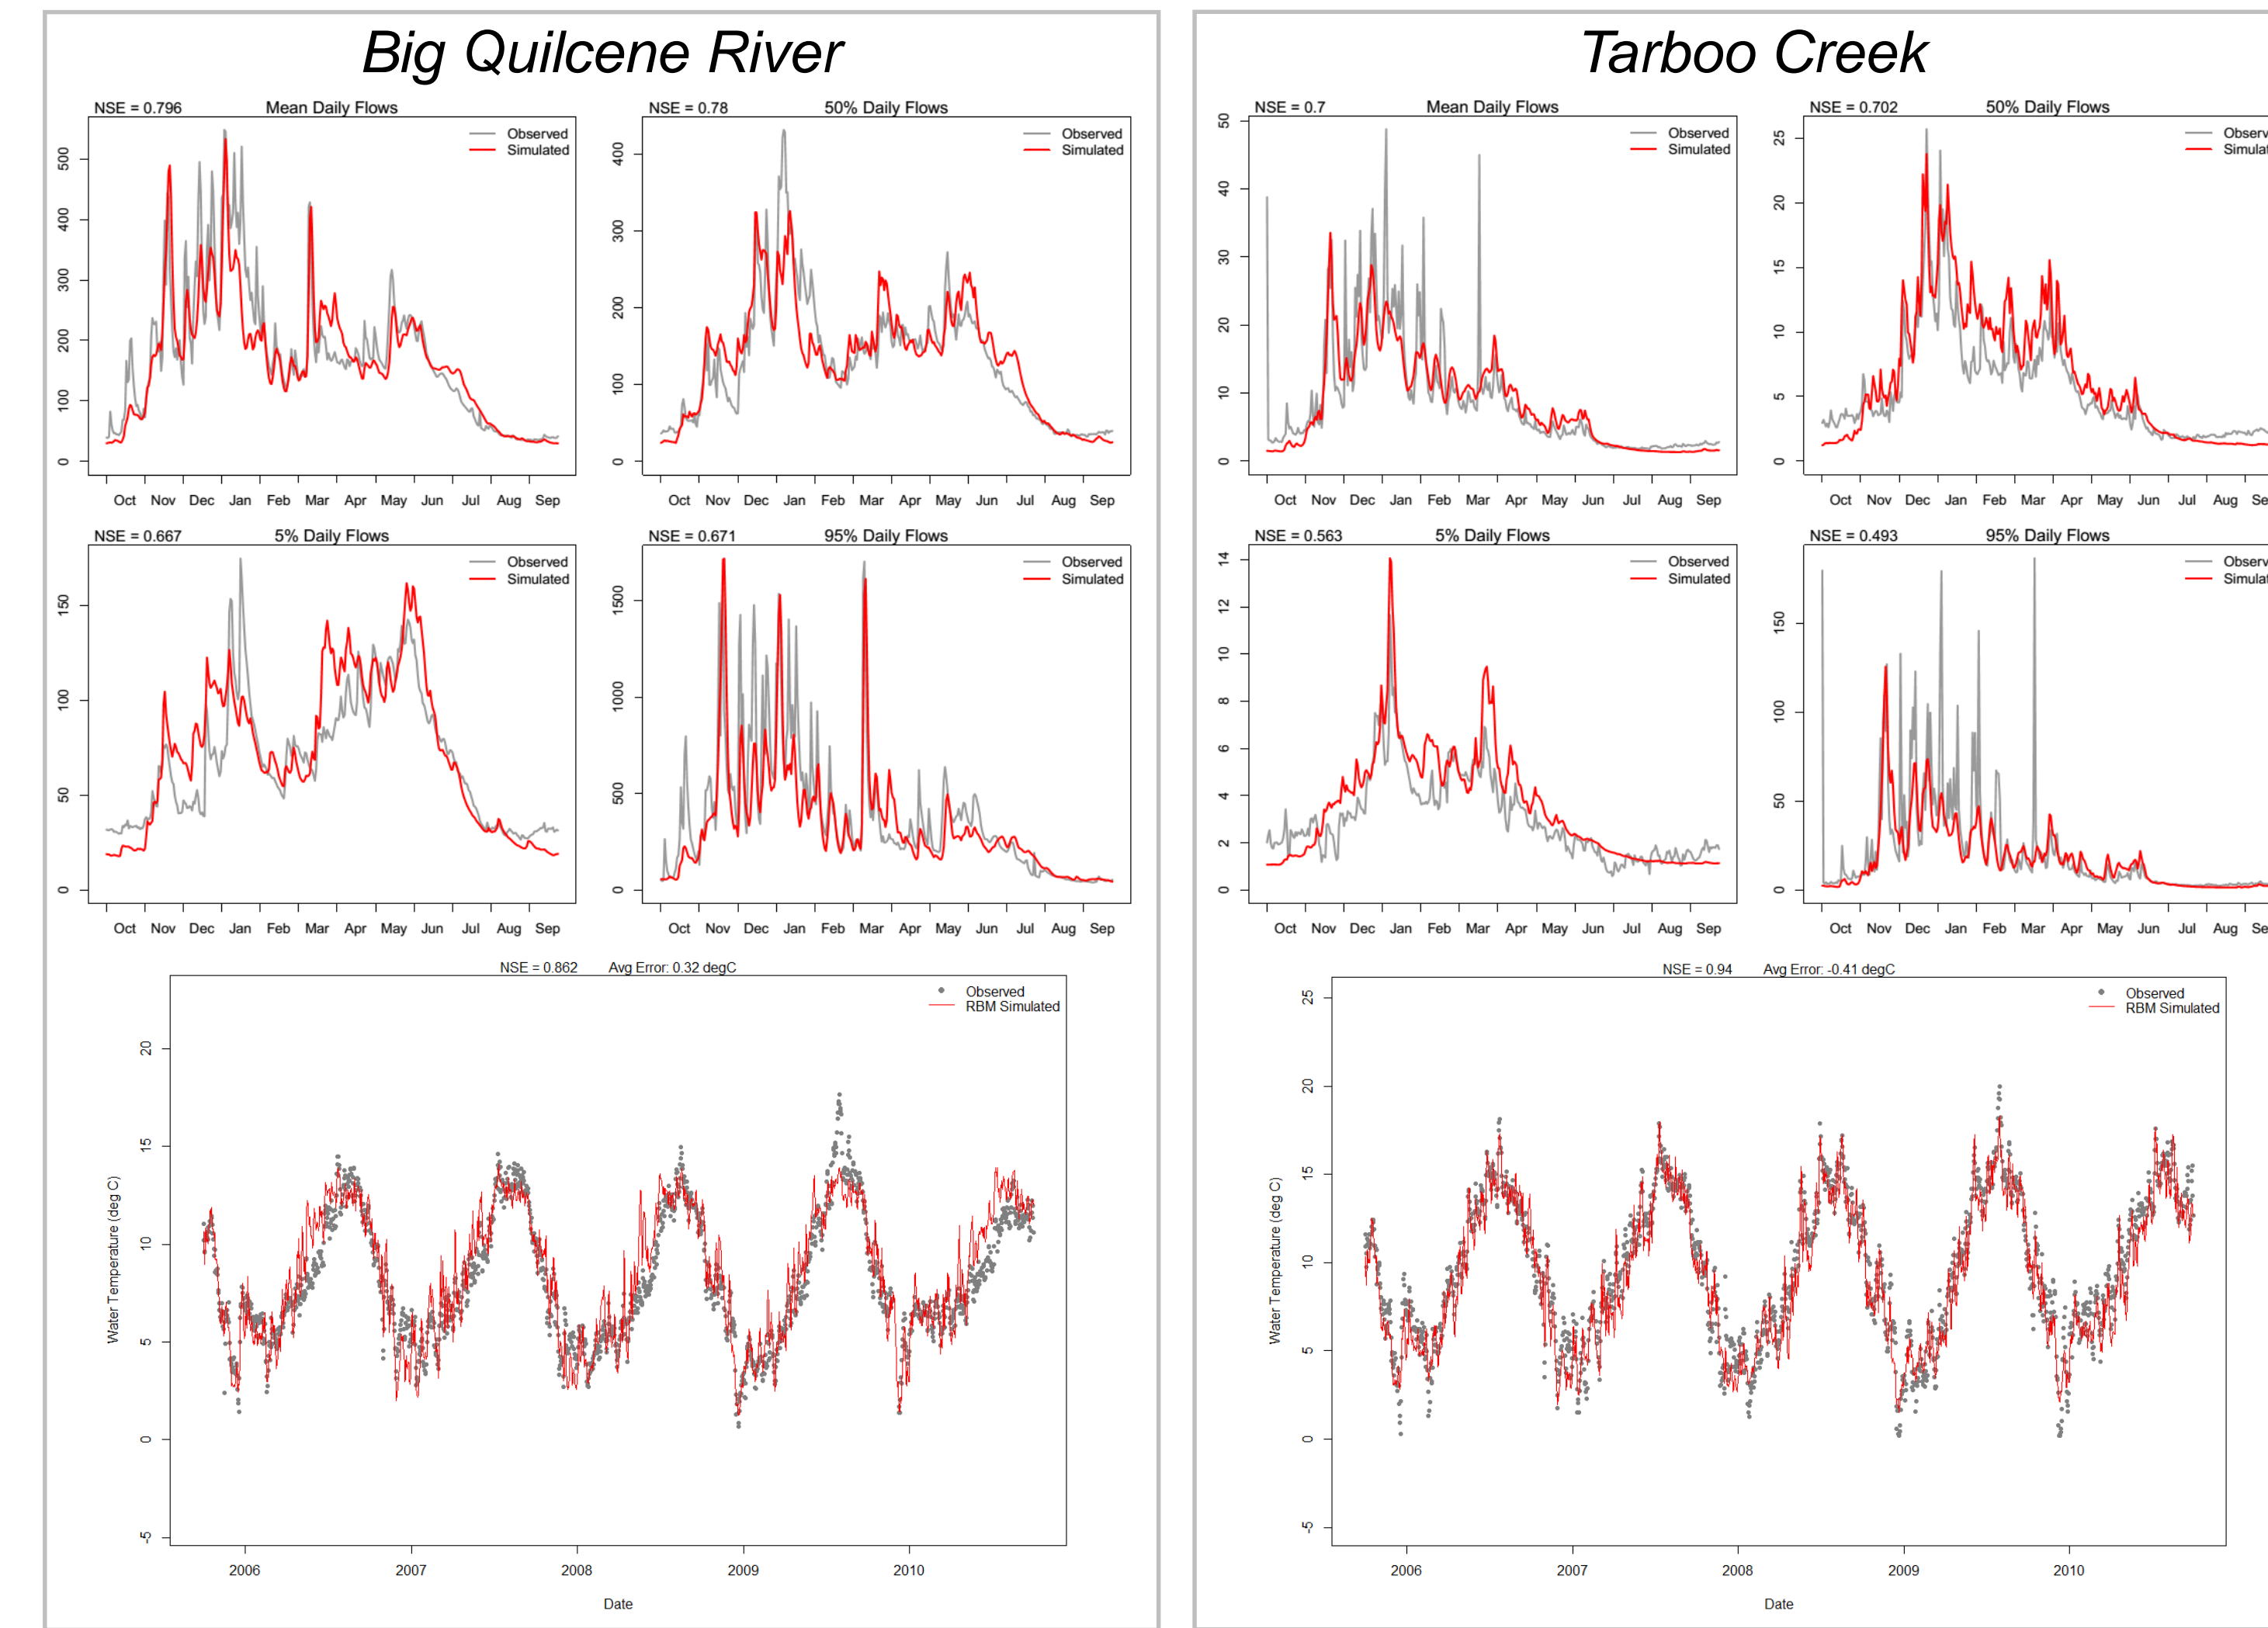 Big Quilcene River
NSE = 0.796 Mean Daily Flows
Observed
Simulated
500
400
300
200
100
0
Oct Nov Dec Jan Feb Mar Apr May Jun Jul Aug Sep
NSE = 0.78 50% Daily Flows
Observed
Simulated
400
300
200
100
0
Oct Nov Dec Jan Feb Mar Apr May Jun Jul Aug Sep
NSE = 0.667 5% Daily Flows
Observed
Simulated
150
100
50
0
Oct Nov Dec Jan Feb Mar Apr May Jun Jul Aug Sep
NSE = 0.671 95% Daily Flows
Observed
Simulated
1500
1000
500
0
Oct Nov Dec Jan Feb Mar Apr May Jun Jul Aug Sep
NSE = 0.862 Avg Error: 0.32 degC
Observed
RBM Simulated
Water Temperature (deg C)
20
15
10
5
0
-5
2006 2007 2008 2009 2010
Date
Tarboo Creek
NSE = 0.7 Mean Daily Flows
Observed
Simulated
50
40
30
20
10
0
Oct Nov Dec Jan Feb Mar Apr May Jun Jul Aug Sep
NSE = 0.702 50% Daily Flows
Observ
Simulat
25
20
15
10
5
0
Oct Nov Dec Jan Feb Mar Apr May Jun Jul Aug Se
NSE = 0.563 5% Daily Flows
Observed
Simulated
14
12
10
8
6
4
2
0
Oct Nov Dec Jan Feb Mar Apr May Jun Jul Aug Sep
NSE = 0.493 95% Daily Flows
Observ
Simulat
150
100
50
0
Oct Nov Dec Jan Feb Mar Apr May Jun Jul Aug Se
NSE = 0.94 Avg Error: -0.41 degC
Observed
RBM Simulated
Water Temperature (deg C)
25
20
15
10
5
0
-5
2006 2007 2008 2009 2010
Date